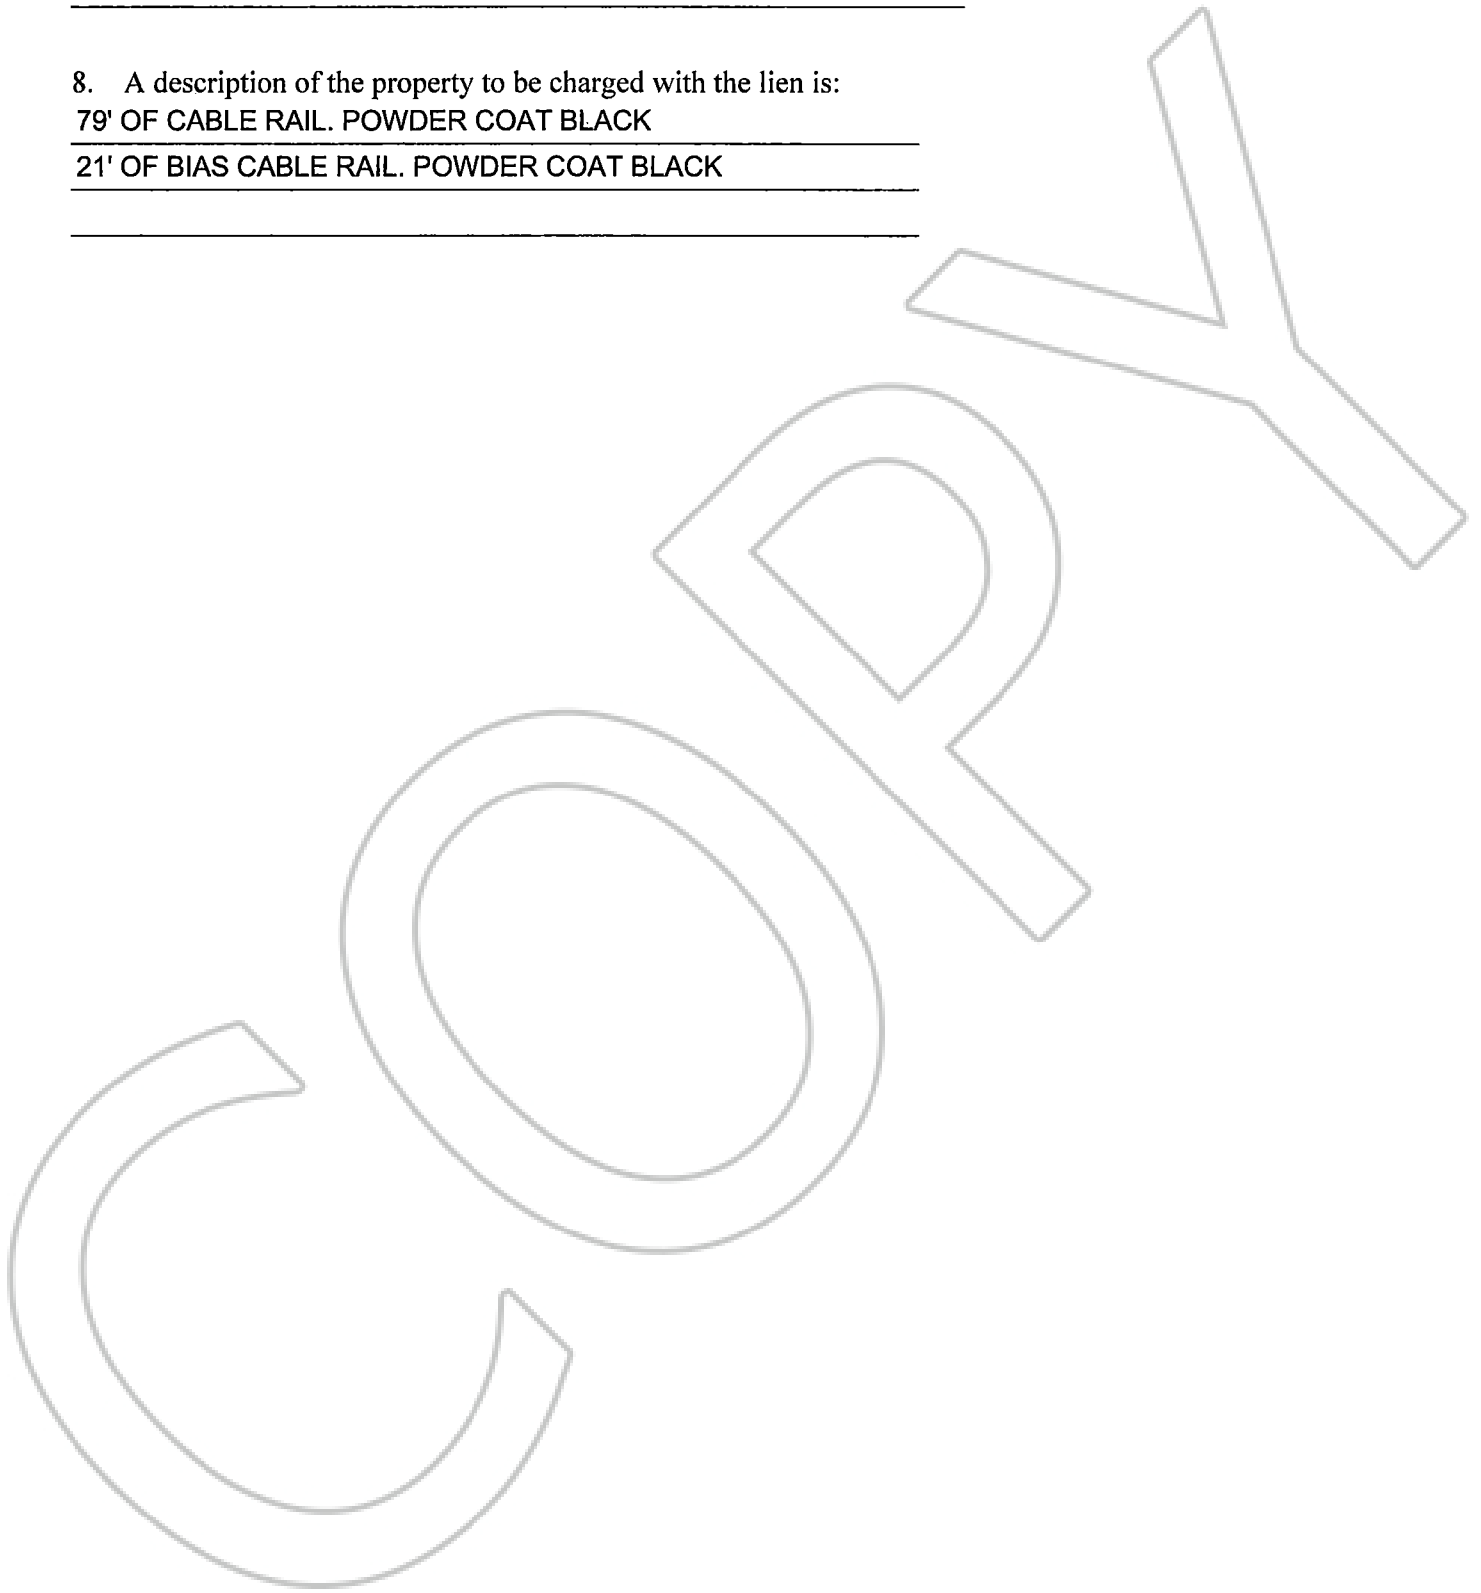 8. A description of the property to be charged with the lien is:
79' OF CABLE RAIL. POWDER COAT BLACK
21' OF BIAS CABLE RAIL. POWDER COAT BLACK
COPY